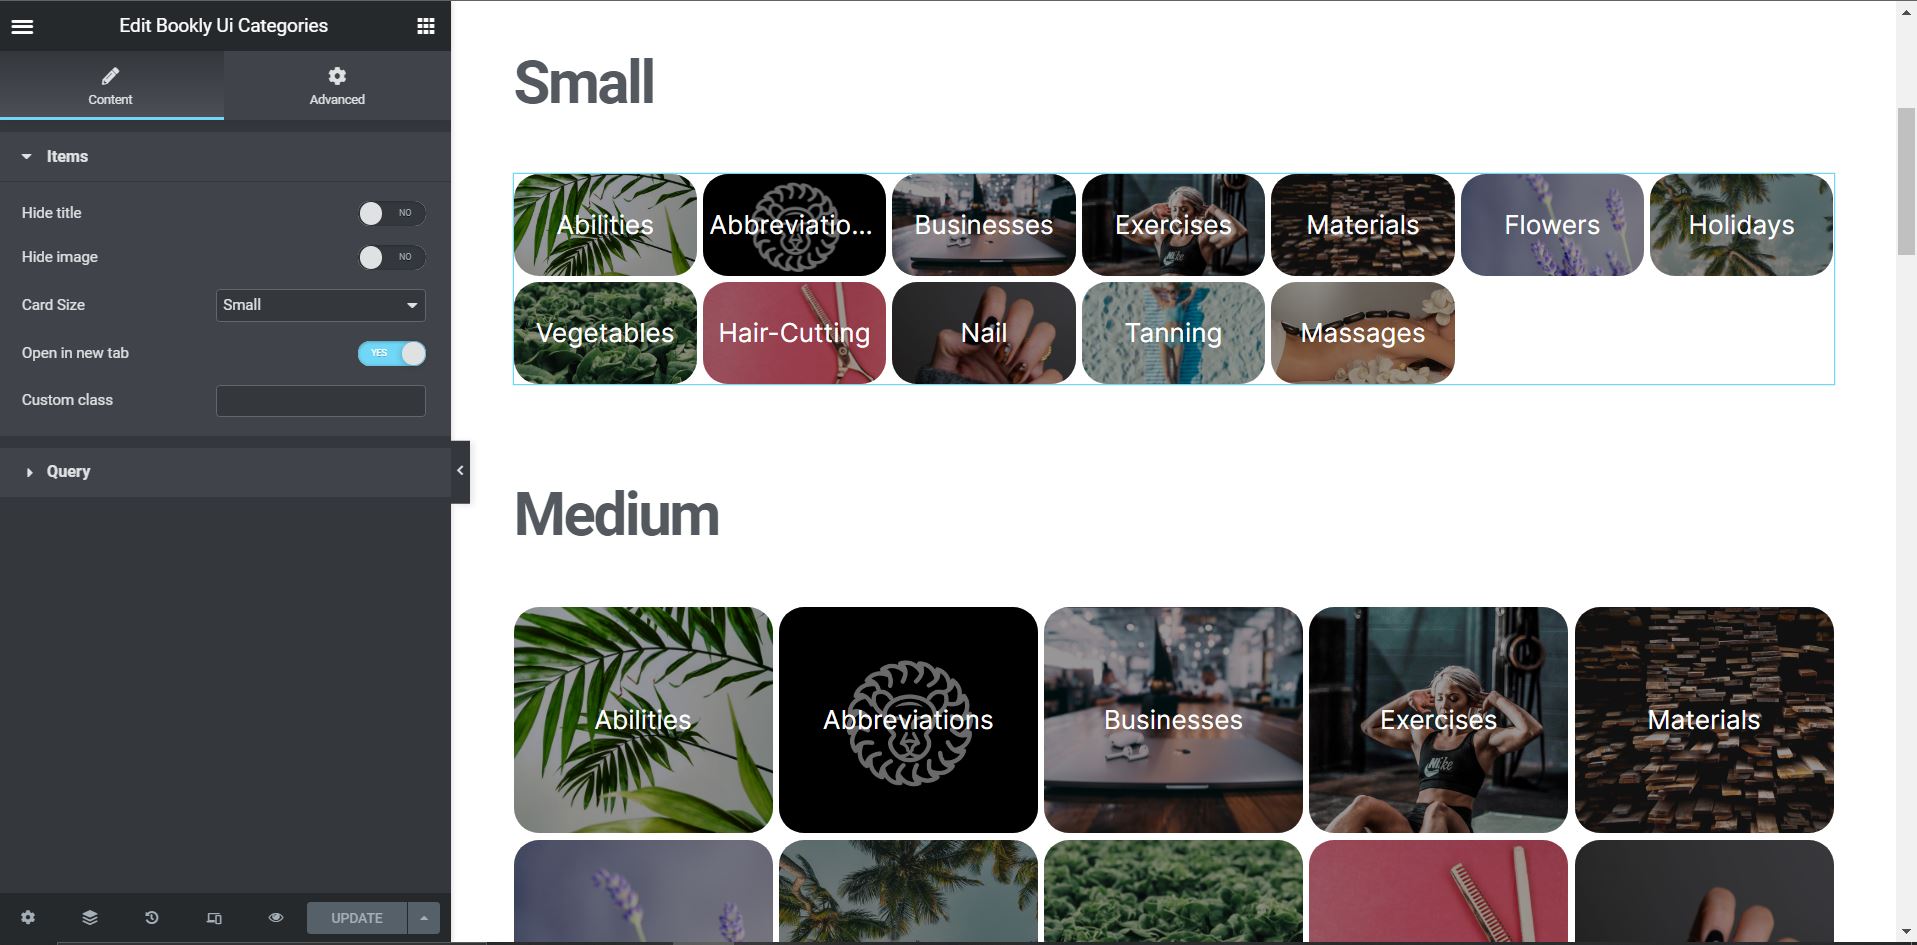 Edit Bookly Ui Categories
Content
Advanced
Items
Hide title
NO
Hide image
NO
Card Size
Small
Open in new tab
YES
Custom class
Query
UPDATE
Small
Abilities
Abbreviatio...
Businesses
Exercises
Materials
Flowers
Holidays
Vegetables
Hair-Cutting
Nail
Tanning
Massages
Medium
Abilities
Abbreviations
Businesses
Exercises
Materials